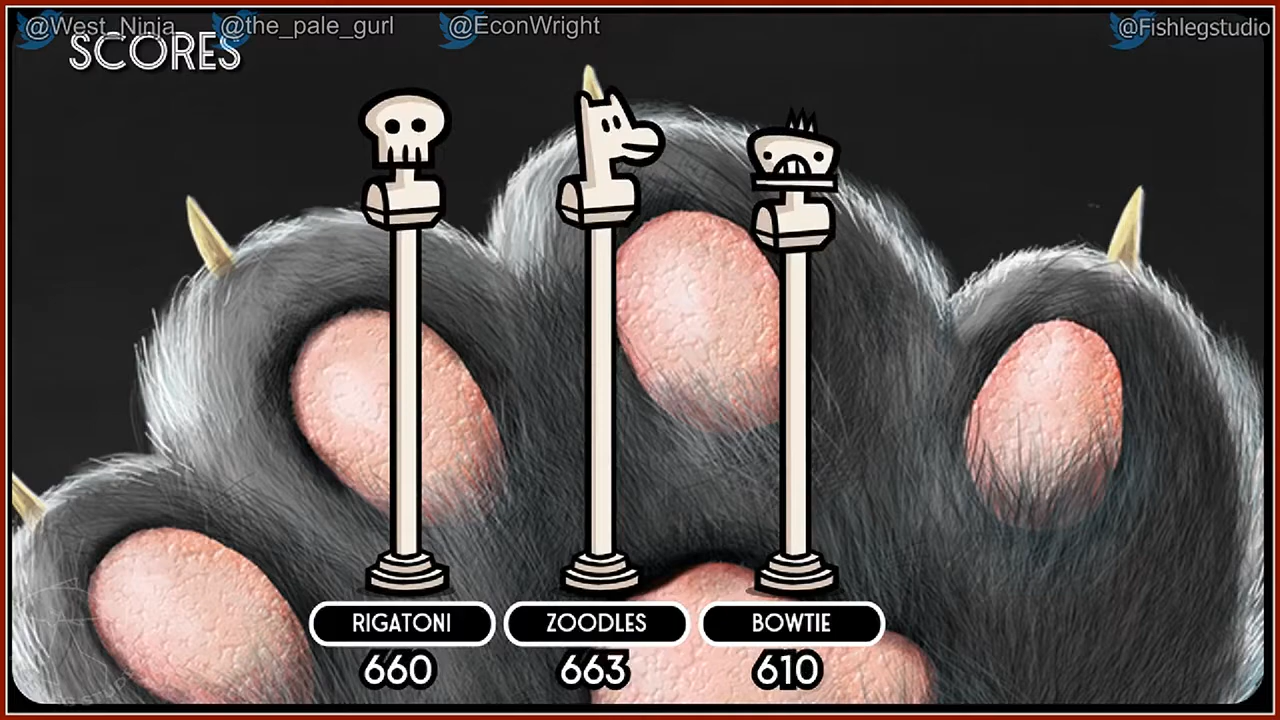 @West_Ninja @the_pale_gurl @EconWright @Fishlegstudio
SCORES
RIGATONI ZOODLES BOWTIE
660 663 610